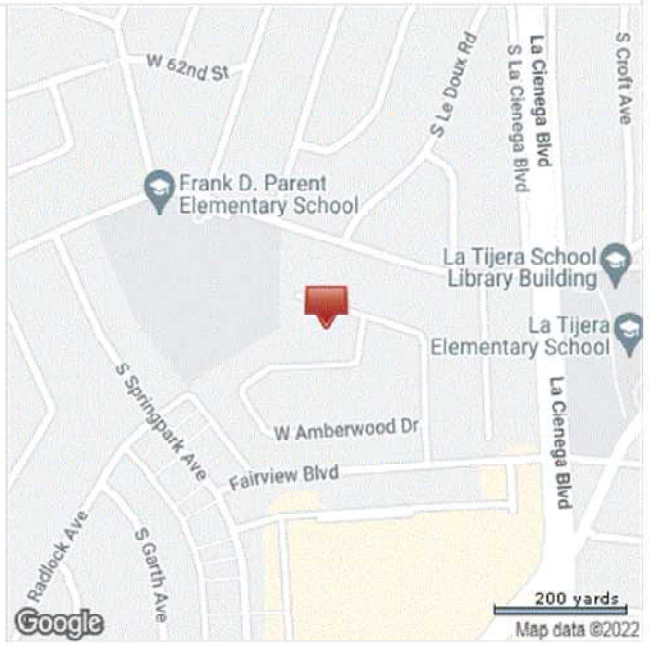 W 62nd St
S Le Doux Rd
La Cienega Blvd
S La Cienega Blvd
S Croft Ave
Frank D. Parent
Elementary School
La Tijera School
Library Building
La Tijera
Elementary School
S Springpark Ave
W Amberwood Dr
La Cienega Blvd
Fairview Blvd
Radlock Ave
S Garth Ave
200 yards
Google
Map data ©2022